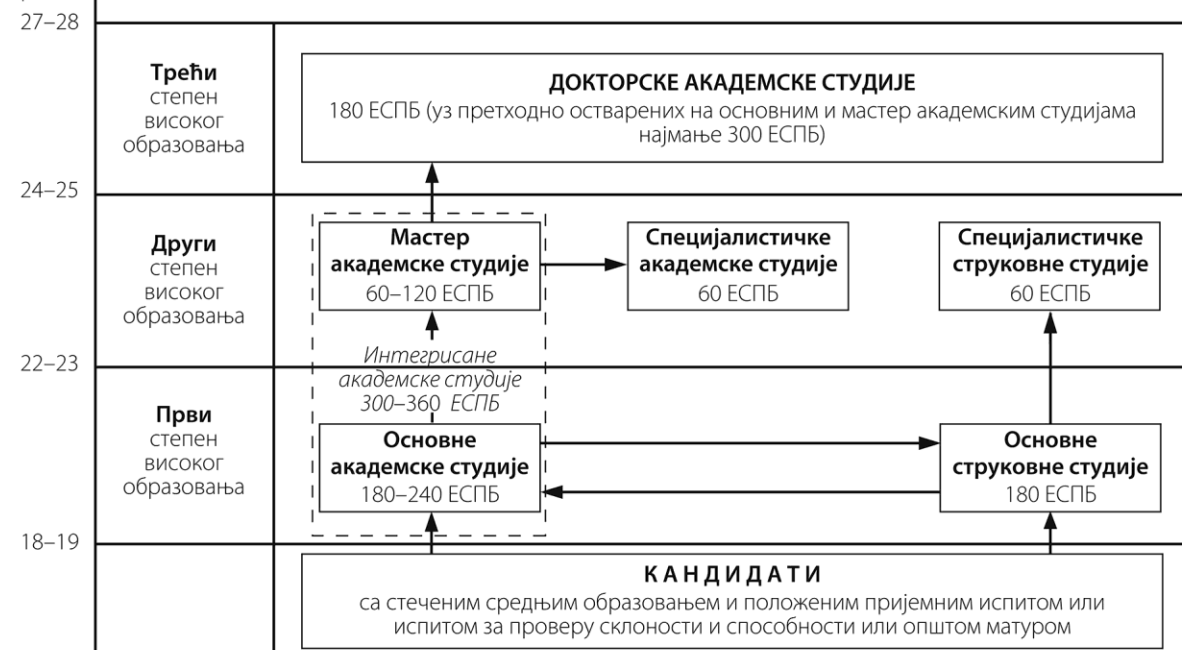 27–28
Трећи
степен
високог
образовања
ДОКТОРСКЕ АКАДЕМСКЕ СТУДИЈЕ
180 ЕСПБ (уз претходно остварених на основним и мастер академским студијама
најмање 300 ЕСПБ)
24–25
Други
степен
високог
образовања
Мастер
академске студије
60–120 ЕСПБ
Специјалистичке
академске студије
60 ЕСПБ
Специјалистичке
струковне студије
60 ЕСПБ
22–23
Интегрисане
академске студије
300–360 ЕСПБ
Први
степен
високог
образовања
Основне
академске студије
180–240 ЕСПБ
Основне
струковне студије
180 ЕСПБ
18–19
КАНДИДАТИ
са стеченим средњим образовањем и положеним пријемним испитом или
испитом за проверу склоности и способности или општом матуром